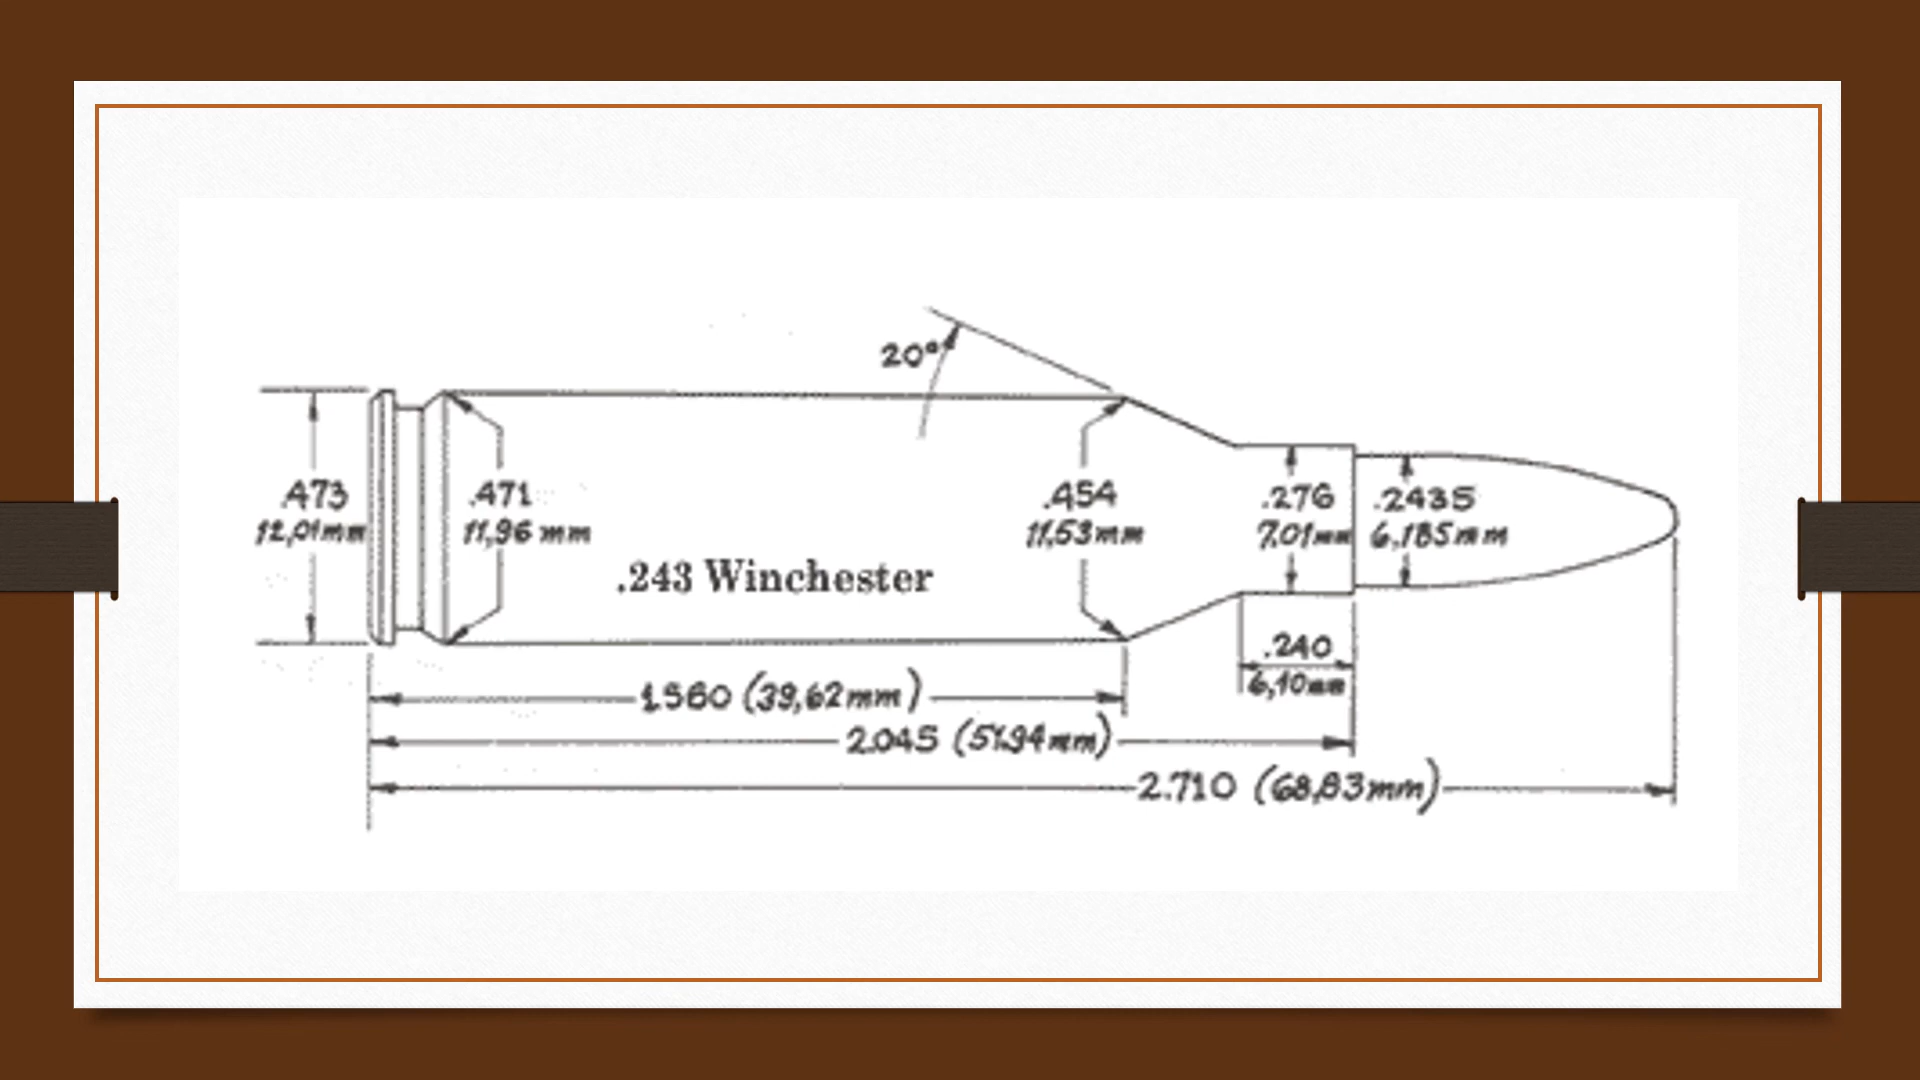 20°
.473
12,01mm
.471
11,96 mm
.454
11,53mm
.276
7.01mm
.2435
6,185mm
.243 Winchester
.240
6,10mm
1.560 (39,62mm)
2.045 (51.94mm)
2.710 (68,83mm)